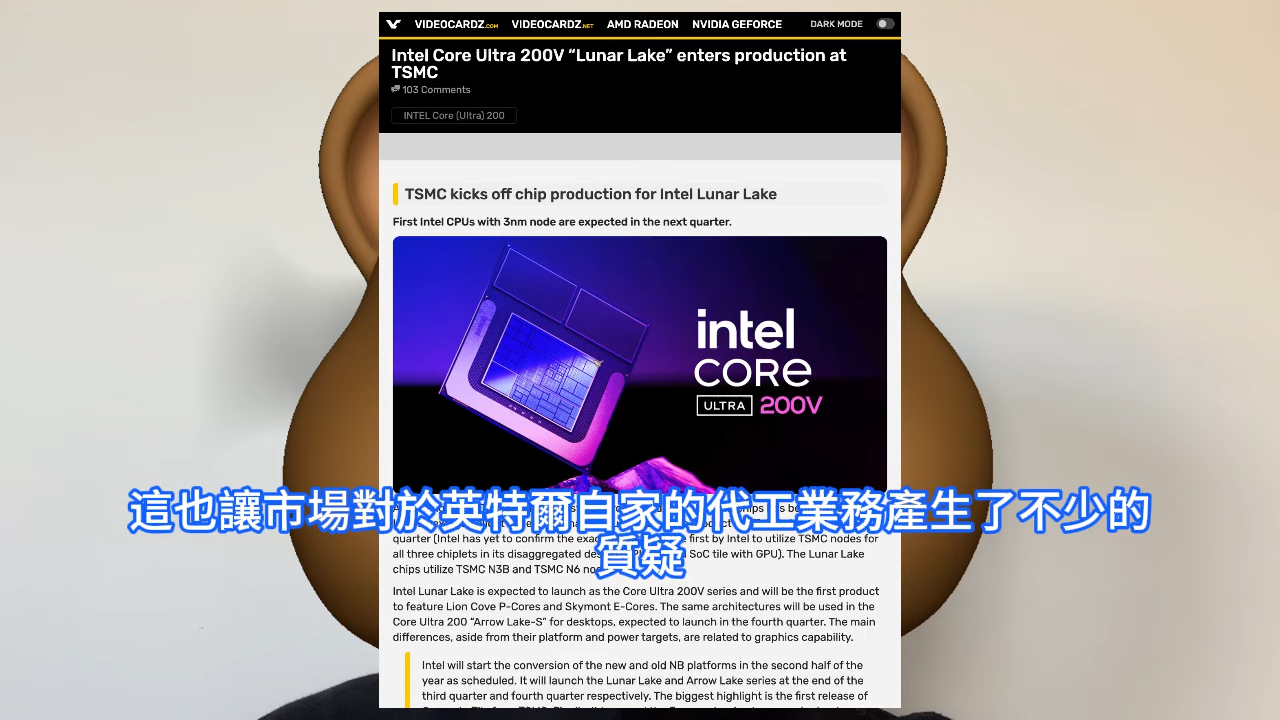 VIDEOCARDZ.COM VIDEOCARDZ.NET AMD RADEON NVIDIA GEFORCE DARK MODE
Intel Core Ultra 200V “Lunar Lake” enters production at
TSMC
103 Comments
INTEL Core (Ultra) 200
TSMC kicks off chip production for Intel Lunar Lake
First Intel CPUs with 3nm node are expected in the next quarter.
intel
CORE
ULTRA 200V
這也讓市場對於英特爾自家的代工業務產生了不少的
質疑
quarter (Intel has yet to confirm the first by Intel to utilize TSMC nodes for
all three chiplets in its disaggregated SoC tile with GPU). The Lunar Lake
chips utilize TSMC N3B and TSMC N6
Intel Lunar Lake is expected to launch as the Core Ultra 200V series and will be the first product
to feature Lion Cove P-Cores and Skymont E-Cores. The same architectures will be used in the
Core Ultra 200 “Arrow Lake-S” for desktops, expected to launch in the fourth quarter. The main
differences, aside from their platform and power targets, are related to graphics capability.
Intel will start the conversion of the new and old NB platforms in the second half of the
year as scheduled. It will launch the Lunar Lake and Arrow Lake series at the end of the
third quarter and fourth quarter respectively. The biggest highlight is the first release of